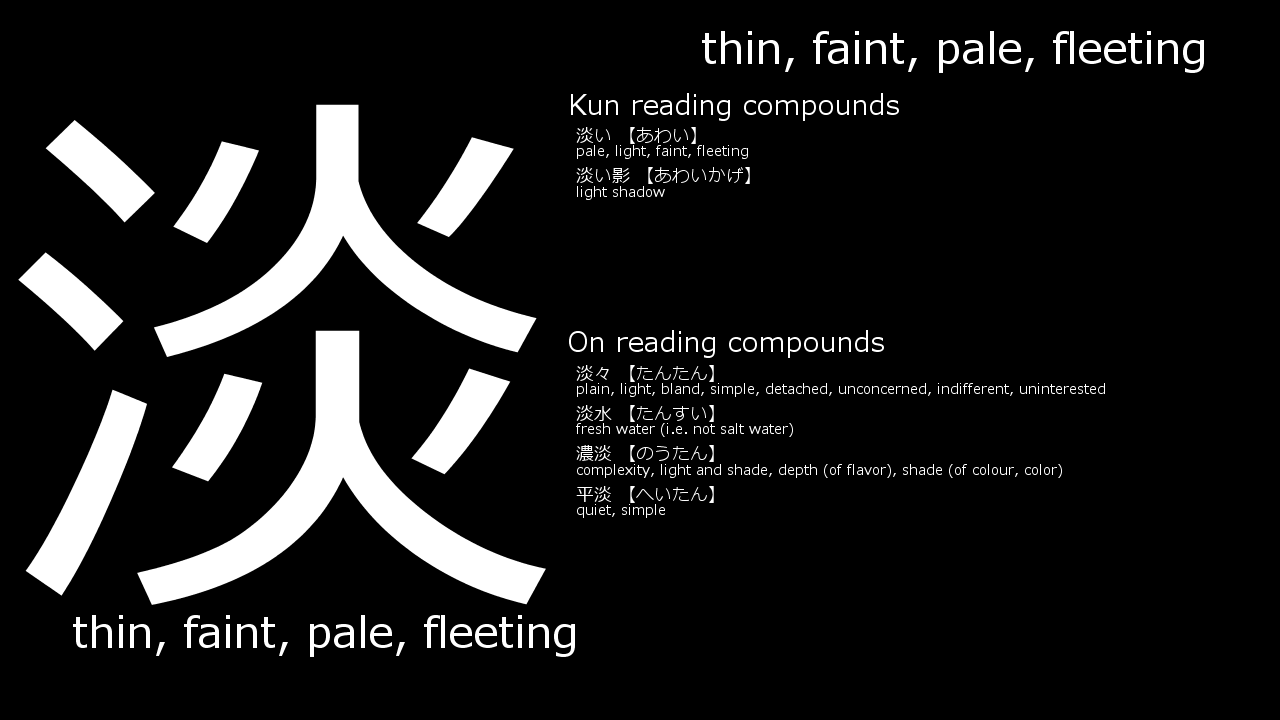 thin, faint, pale, fleeting
淡
Kun reading compounds
淡い 【あわい】
pale, light, faint, fleeting
淡い影 【あわいかげ】
light shadow
On reading compounds
淡々 【たんたん】
plain, light, bland, simple, detached, unconcerned, indifferent, uninterested
淡水 【たんすい】
fresh water (i.e. not salt water)
濃淡 【のうたん】
complexity, light and shade, depth (of flavor), shade (of colour, color)
平淡 【へいたん】
quiet, simple
thin, faint, pale, fleeting